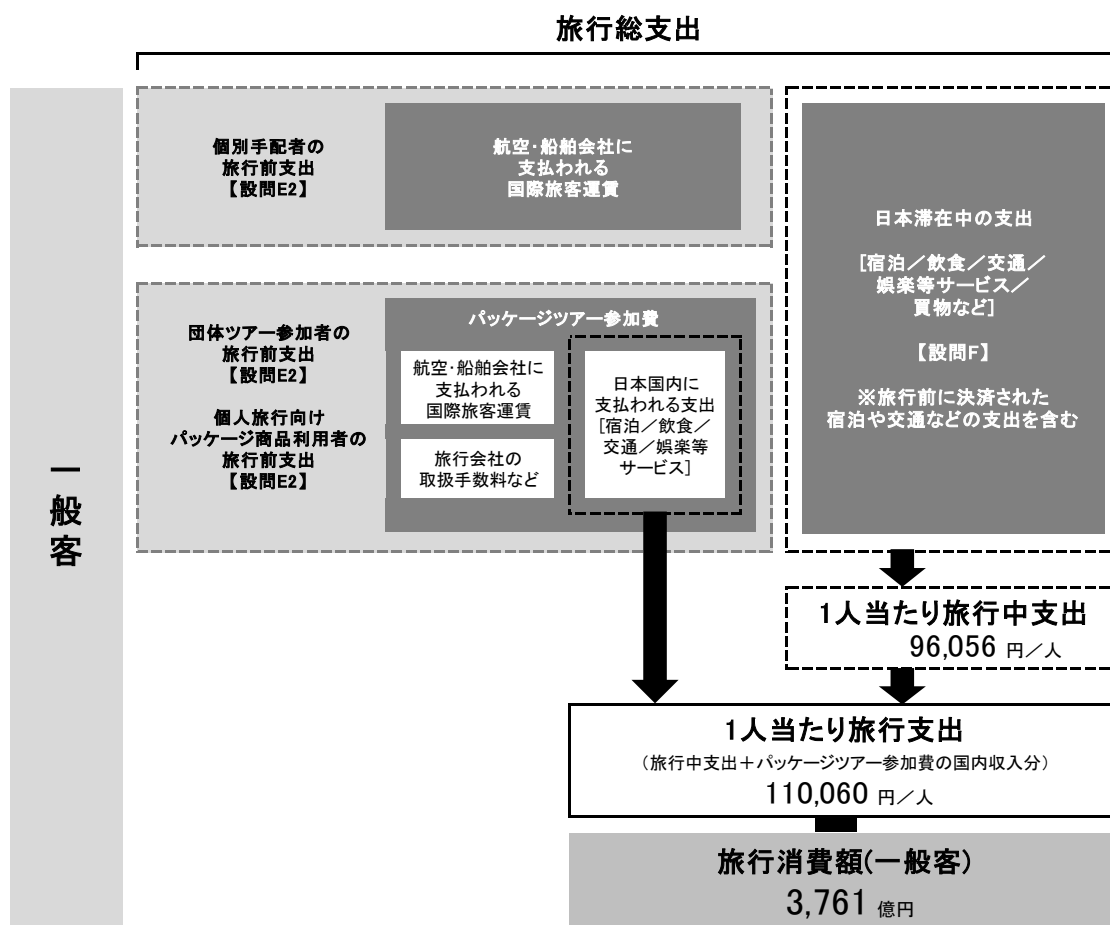 旅行総支出
一般客
個別手配者の
旅行前支出
【設問E2】
航空・船舶会社に
支払われる
国際旅客運賃
団体ツアー参加者の
旅行前支出
【設問E2】
個人旅行向け
パッケージ商品利用者の
旅行前支出
【設問E2】
パッケージツアー参加費
航空・船舶会社に
支払われる
国際旅客運賃
旅行会社の
取扱手数料など
日本国内に
支払われる支出
[宿泊／飲食／
交通／娯楽等
サービス]
日本滞在中の支出
[宿泊／飲食／交通／
娯楽等サービス／
買物など]
【設問F】
※旅行前に決済された
宿泊や交通などの支出を含む
1人当たり旅行中支出
96,056 円／人
1人当たり旅行支出
（旅行中支出＋パッケージツアー参加費の国内収入分）
110,060 円／人
旅行消費額(一般客)
3,761 億円